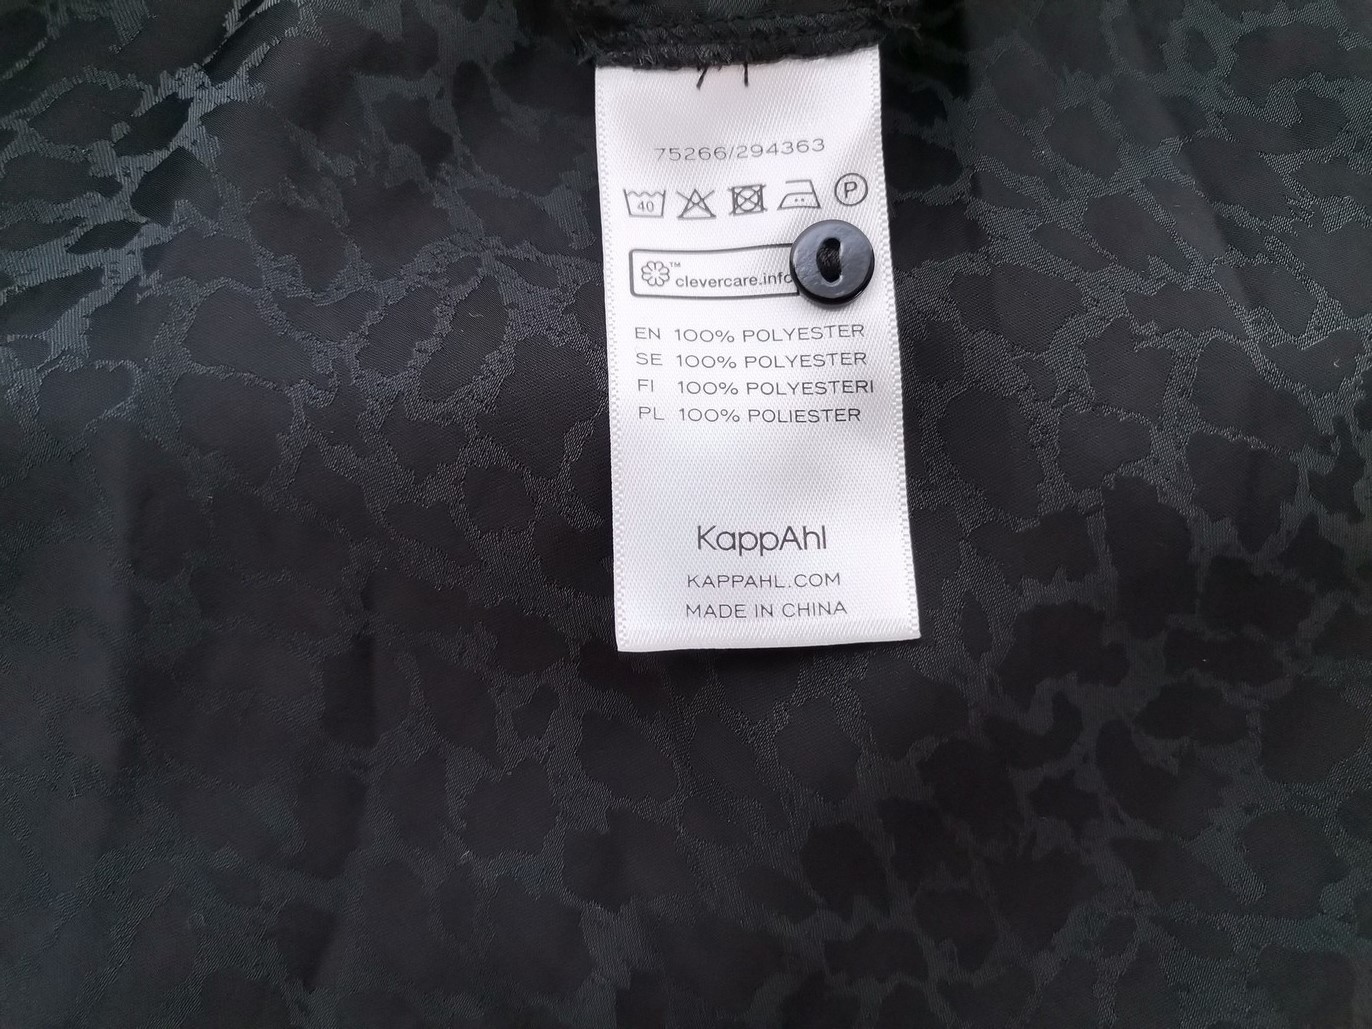 75266/294363
40
P
™
clevercare.info
EN 100% POLYESTER
SE 100% POLYESTER
FI 100% POLYESTERI
PL 100% POLIESTER
KappAhl
KAPPAHL.COM
MADE IN CHINA